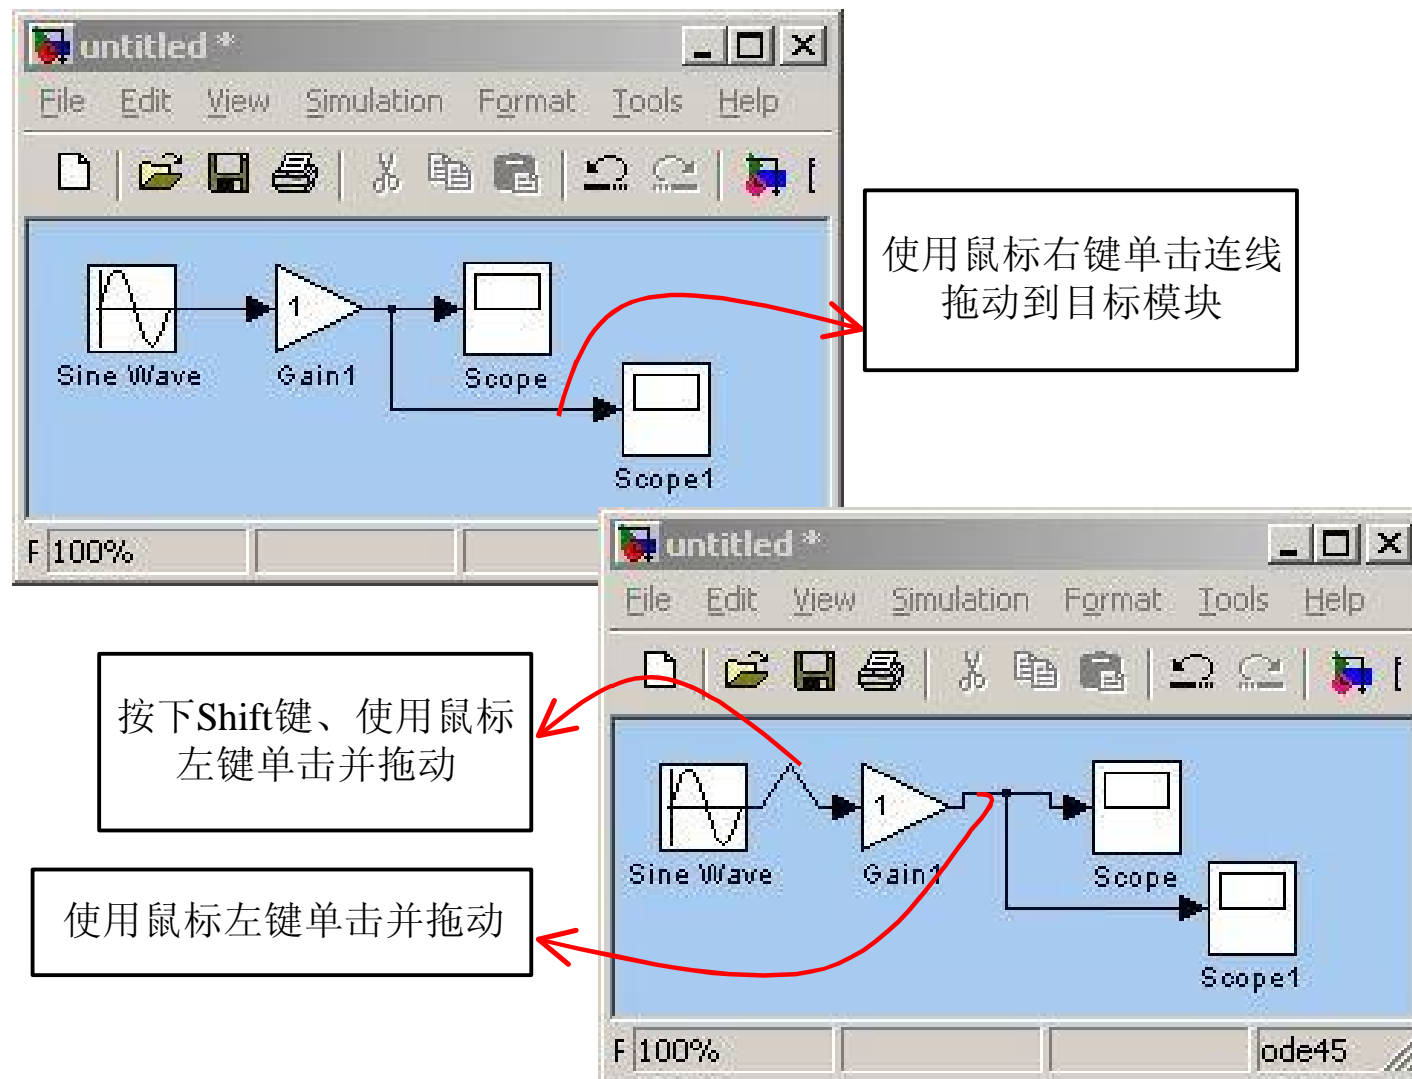 untitled *
File Edit View Simulation Format Tools Help
1
Sine Wave Gain1 Scope
Scope1
F 100%
使用鼠标右键单击连线
拖动到目标模块
untitled *
File Edit View Simulation Format Tools Help
按下Shift键、使用鼠标
左键单击并拖动
1
Sine Wave Gain1 Scope
使用鼠标左键单击并拖动
Scope1
F 100% ode45